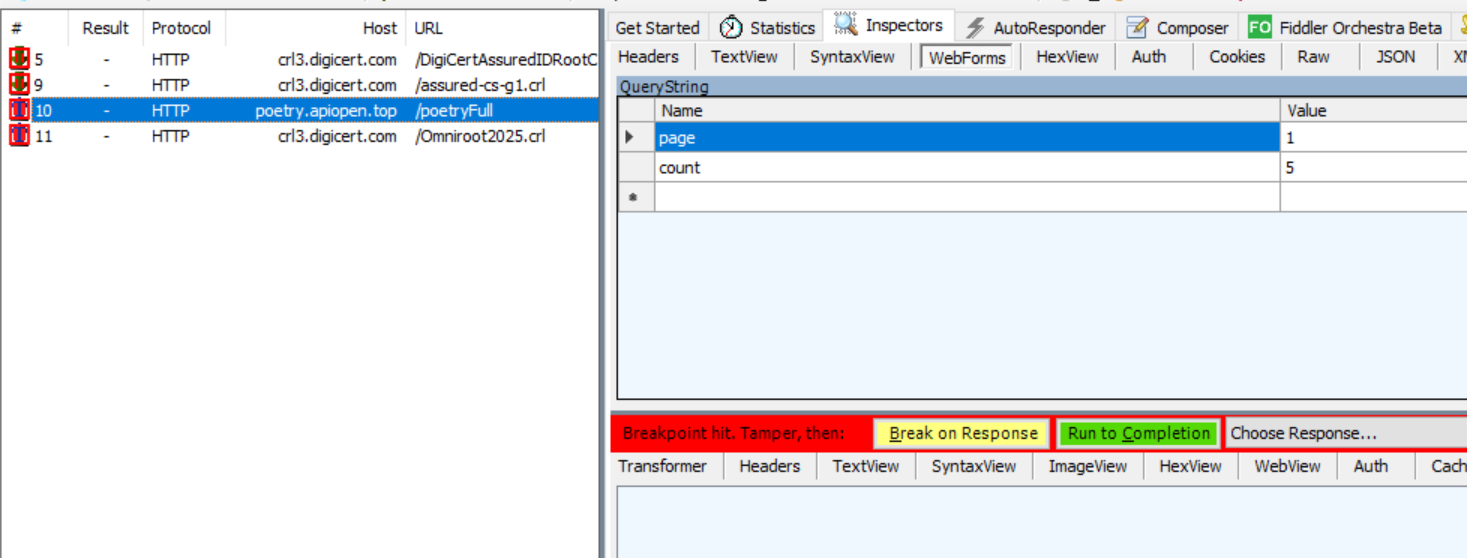 # Result Protocol Host URL
5 - HTTP crl3.digicert.com /DigiCertAssuredIDRootC
9 - HTTP crl3.digicert.com /assured-cs-g1.crl
10 - HTTP poetry.apiopen.top /poetryFull
11 - HTTP crl3.digicert.com /Omniroot2025.crl
Get Started Statistics Inspectors AutoResponder Composer FO Fiddler Orchestra Beta
Headers TextView SyntaxView WebForms HexView Auth Cookies Raw JSON XM
QueryString
Name Value
page 1
count 5
*
Breakpoint hit. Tamper, then: Break on Response Run to Completion Choose Response...
Transformer Headers TextView SyntaxView ImageView HexView WebView Auth Cach